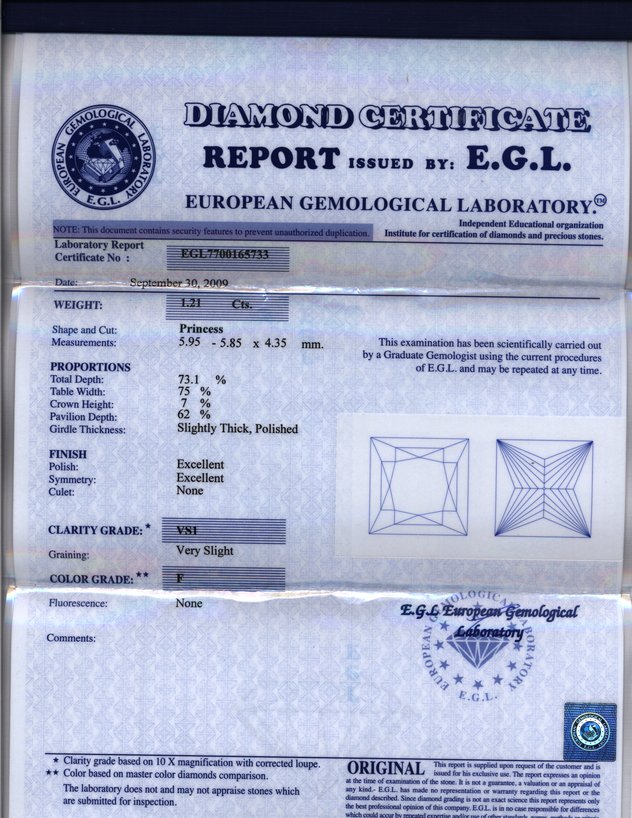 EUROPEAN GEMOLOGICAL LABORATORY
E.G.L.
DIAMOND CERTIFICATE
REPORT ISSUED BY: E.G.L.
EUROPEAN GEMOLOGICAL LABORATORY.™
NOTE: This document contains security features to prevent unauthorized duplication.
Independent Educational organization
Institute for certification of diamonds and precious stones.
Laboratory Report
Certificate No : EGL7700165733
Date: September 30, 2009
WEIGHT: 1.21 Cts.
Shape and Cut: Princess
Measurements: 5.95 - 5.85 x 4.35 mm.
This examination has been scientifically carried out
by a Graduate Gemologist using the current procedures
of E.G.L. and may be repeated at any time.
PROPORTIONS
Total Depth: 73.1 %
Table Width: 75 %
Crown Height: 7 %
Pavilion Depth: 62 %
Girdle Thickness: Slightly Thick, Polished
FINISH
Polish: Excellent
Symmetry: Excellent
Culet: None
CLARITY GRADE: * VS1
Graining: Very Slight
COLOR GRADE: ** F
Fluorescence: None
Comments:
E.G.L European Gemological
Laboratory
EUROPEAN GEMOLOGICAL LABORATORY
E.G.L.
* Clarity grade based on 10 X magnification with corrected loupe.
** Color based on master color diamonds comparison.
The laboratory does not and may not appraise stones which
are submitted for inspection.
ORIGINAL This report is supplied upon request of the customer and is
issued for his exclusive use. The report expresses an opinion
at the time of examination of the stone. It is not a guarantee, a valuation or an appraisal of
any kind.- E.G.L. has made no representation or warranty regarding this report or the
diamond described. Since diamond grading is not an exact science this report represents only
the best professional opinion of this company. E.G.L. is in no case responsible for differences
which could occur by repeated expertise and/or use of other standards